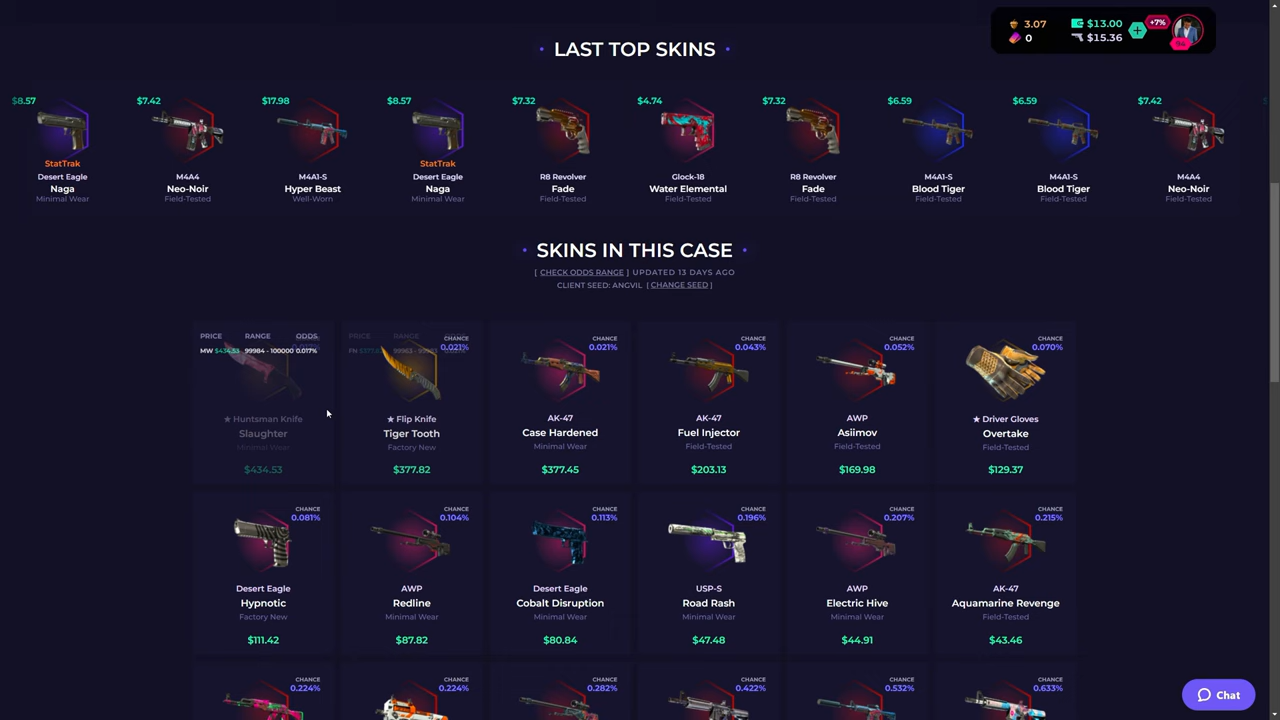 3.07
$13.00
+7%
0
$15.36
94
LAST TOP SKINS
$8.57
$7.42
$17.98
$8.57
$7.32
$4.74
$7.32
$6.59
$6.59
$7.42
StatTrak
StatTrak
Desert Eagle
M4A4
M4A1-S
Desert Eagle
R8 Revolver
Glock-18
R8 Revolver
M4A1-S
M4A1-S
M4A4
Naga
Neo-Noir
Hyper Beast
Naga
Fade
Water Elemental
Fade
Blood Tiger
Blood Tiger
Neo-Noir
Minimal Wear
Field-Tested
Well-Worn
Minimal Wear
Field-Tested
Field-Tested
Field-Tested
Field-Tested
Field-Tested
Field-Tested
SKINS IN THIS CASE
[ CHECK ODDS RANGE ] UPDATED 13 DAYS AGO
CLIENT SEED: ANGVIL [ CHANGE SEED ]
PRICE RANGE ODDS
MW $434.53 99984 - 100000 0.017%
★ Huntsman Knife
Slaughter
Minimal Wear
$434.53
PRICE RANGE
0.021%
★ Flip Knife
Tiger Tooth
Factory New
$377.82
CHANCE
0.021%
AK-47
Case Hardened
Minimal Wear
$377.45
CHANCE
0.043%
AK-47
Fuel Injector
Field-Tested
$203.13
CHANCE
0.052%
AWP
Asiimov
Field-Tested
$169.98
CHANCE
0.070%
★ Driver Gloves
Overtake
Field-Tested
$129.37
CHANCE
0.081%
Desert Eagle
Hypnotic
Factory New
$111.42
CHANCE
0.104%
AWP
Redline
Minimal Wear
$87.82
CHANCE
0.113%
Desert Eagle
Cobalt Disruption
Minimal Wear
$80.84
CHANCE
0.196%
USP-S
Road Rash
Minimal Wear
$47.48
CHANCE
0.207%
AWP
Electric Hive
Minimal Wear
$44.91
CHANCE
0.215%
AK-47
Aquamarine Revenge
Field-Tested
$43.46
CHANCE
0.224%
CHANCE
0.224%
CHANCE
0.282%
CHANCE
0.422%
CHANCE
0.532%
CHANCE
0.633%
Chat